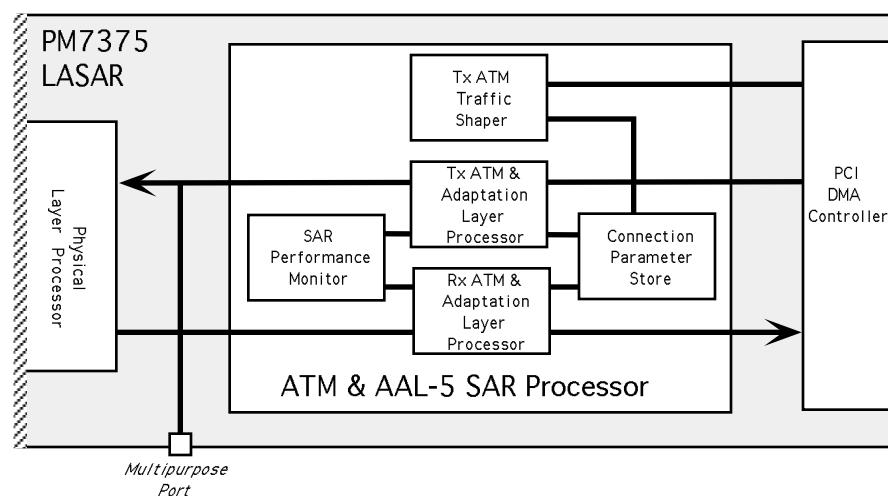 PM7375
LASAR
Tx ATM
Traffic
Shaper
Tx ATM &
Adaptation
Layer
Processor
PCI
DMA
Controller
Physical
Layer Processor
SAR
Performance
Monitor
Connection
Parameter
Store
Rx ATM &
Adaptation
Layer
Processor
ATM & AAL-5 SAR Processor
Multipurpose
Port